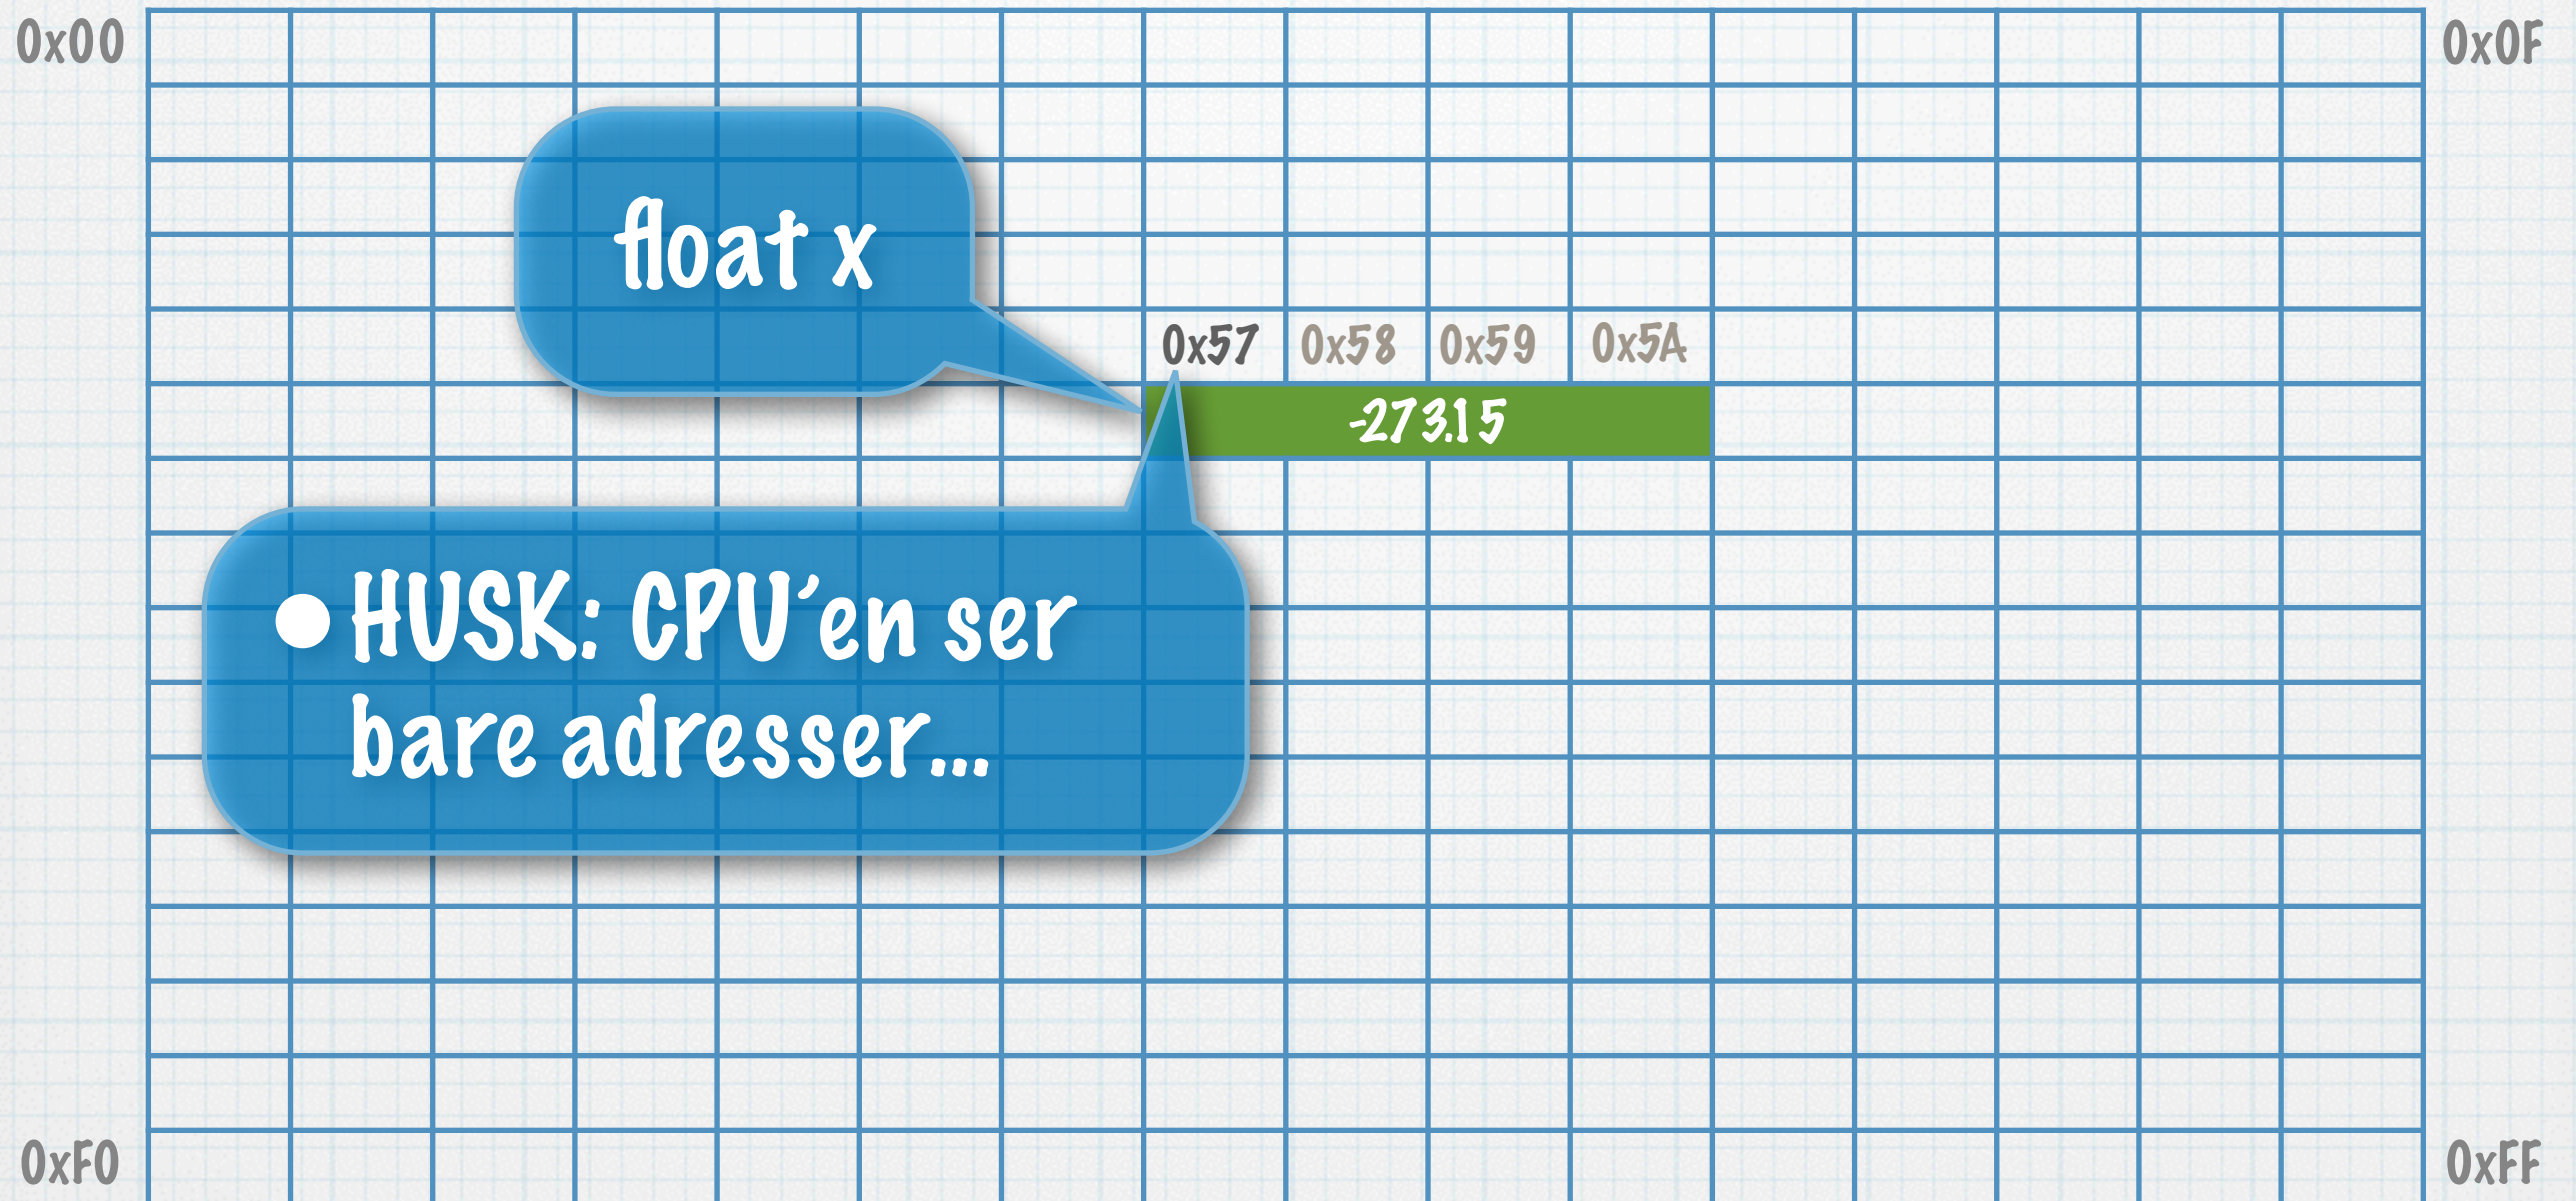 0x00
0x0F
float x
0x57 0x58 0x59 0x5A
-273.15
● HUSK: CPU'en ser
bare adresser...
0xF0
0xFF